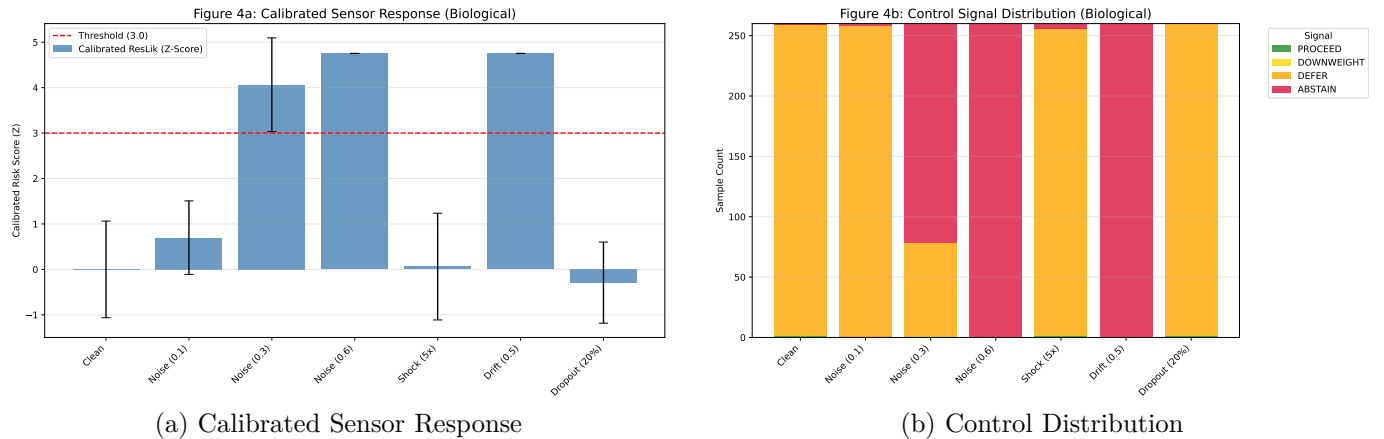 Figure 4a: Calibrated Sensor Response (Biological)
Threshold (3.0)
Calibrated ResLik (Z-Score)
Calibrated Risk Score (Z)
5
4
3
2
1
0
−1
Clean
Noise (0.1)
Noise (0.3)
Noise (0.6)
Shock (5x)
Drift (0.5)
Dropout (20%)
(a) Calibrated Sensor Response
Figure 4b: Control Signal Distribution (Biological)
Sample Count
250
200
150
100
50
0
Clean
Noise (0.1)
Noise (0.3)
Noise (0.6)
Shock (5x)
Drift (0.5)
Dropout (20%)
Signal
PROCEED
DOWNWEIGHT
DEFER
ABSTAIN
(b) Control Distribution